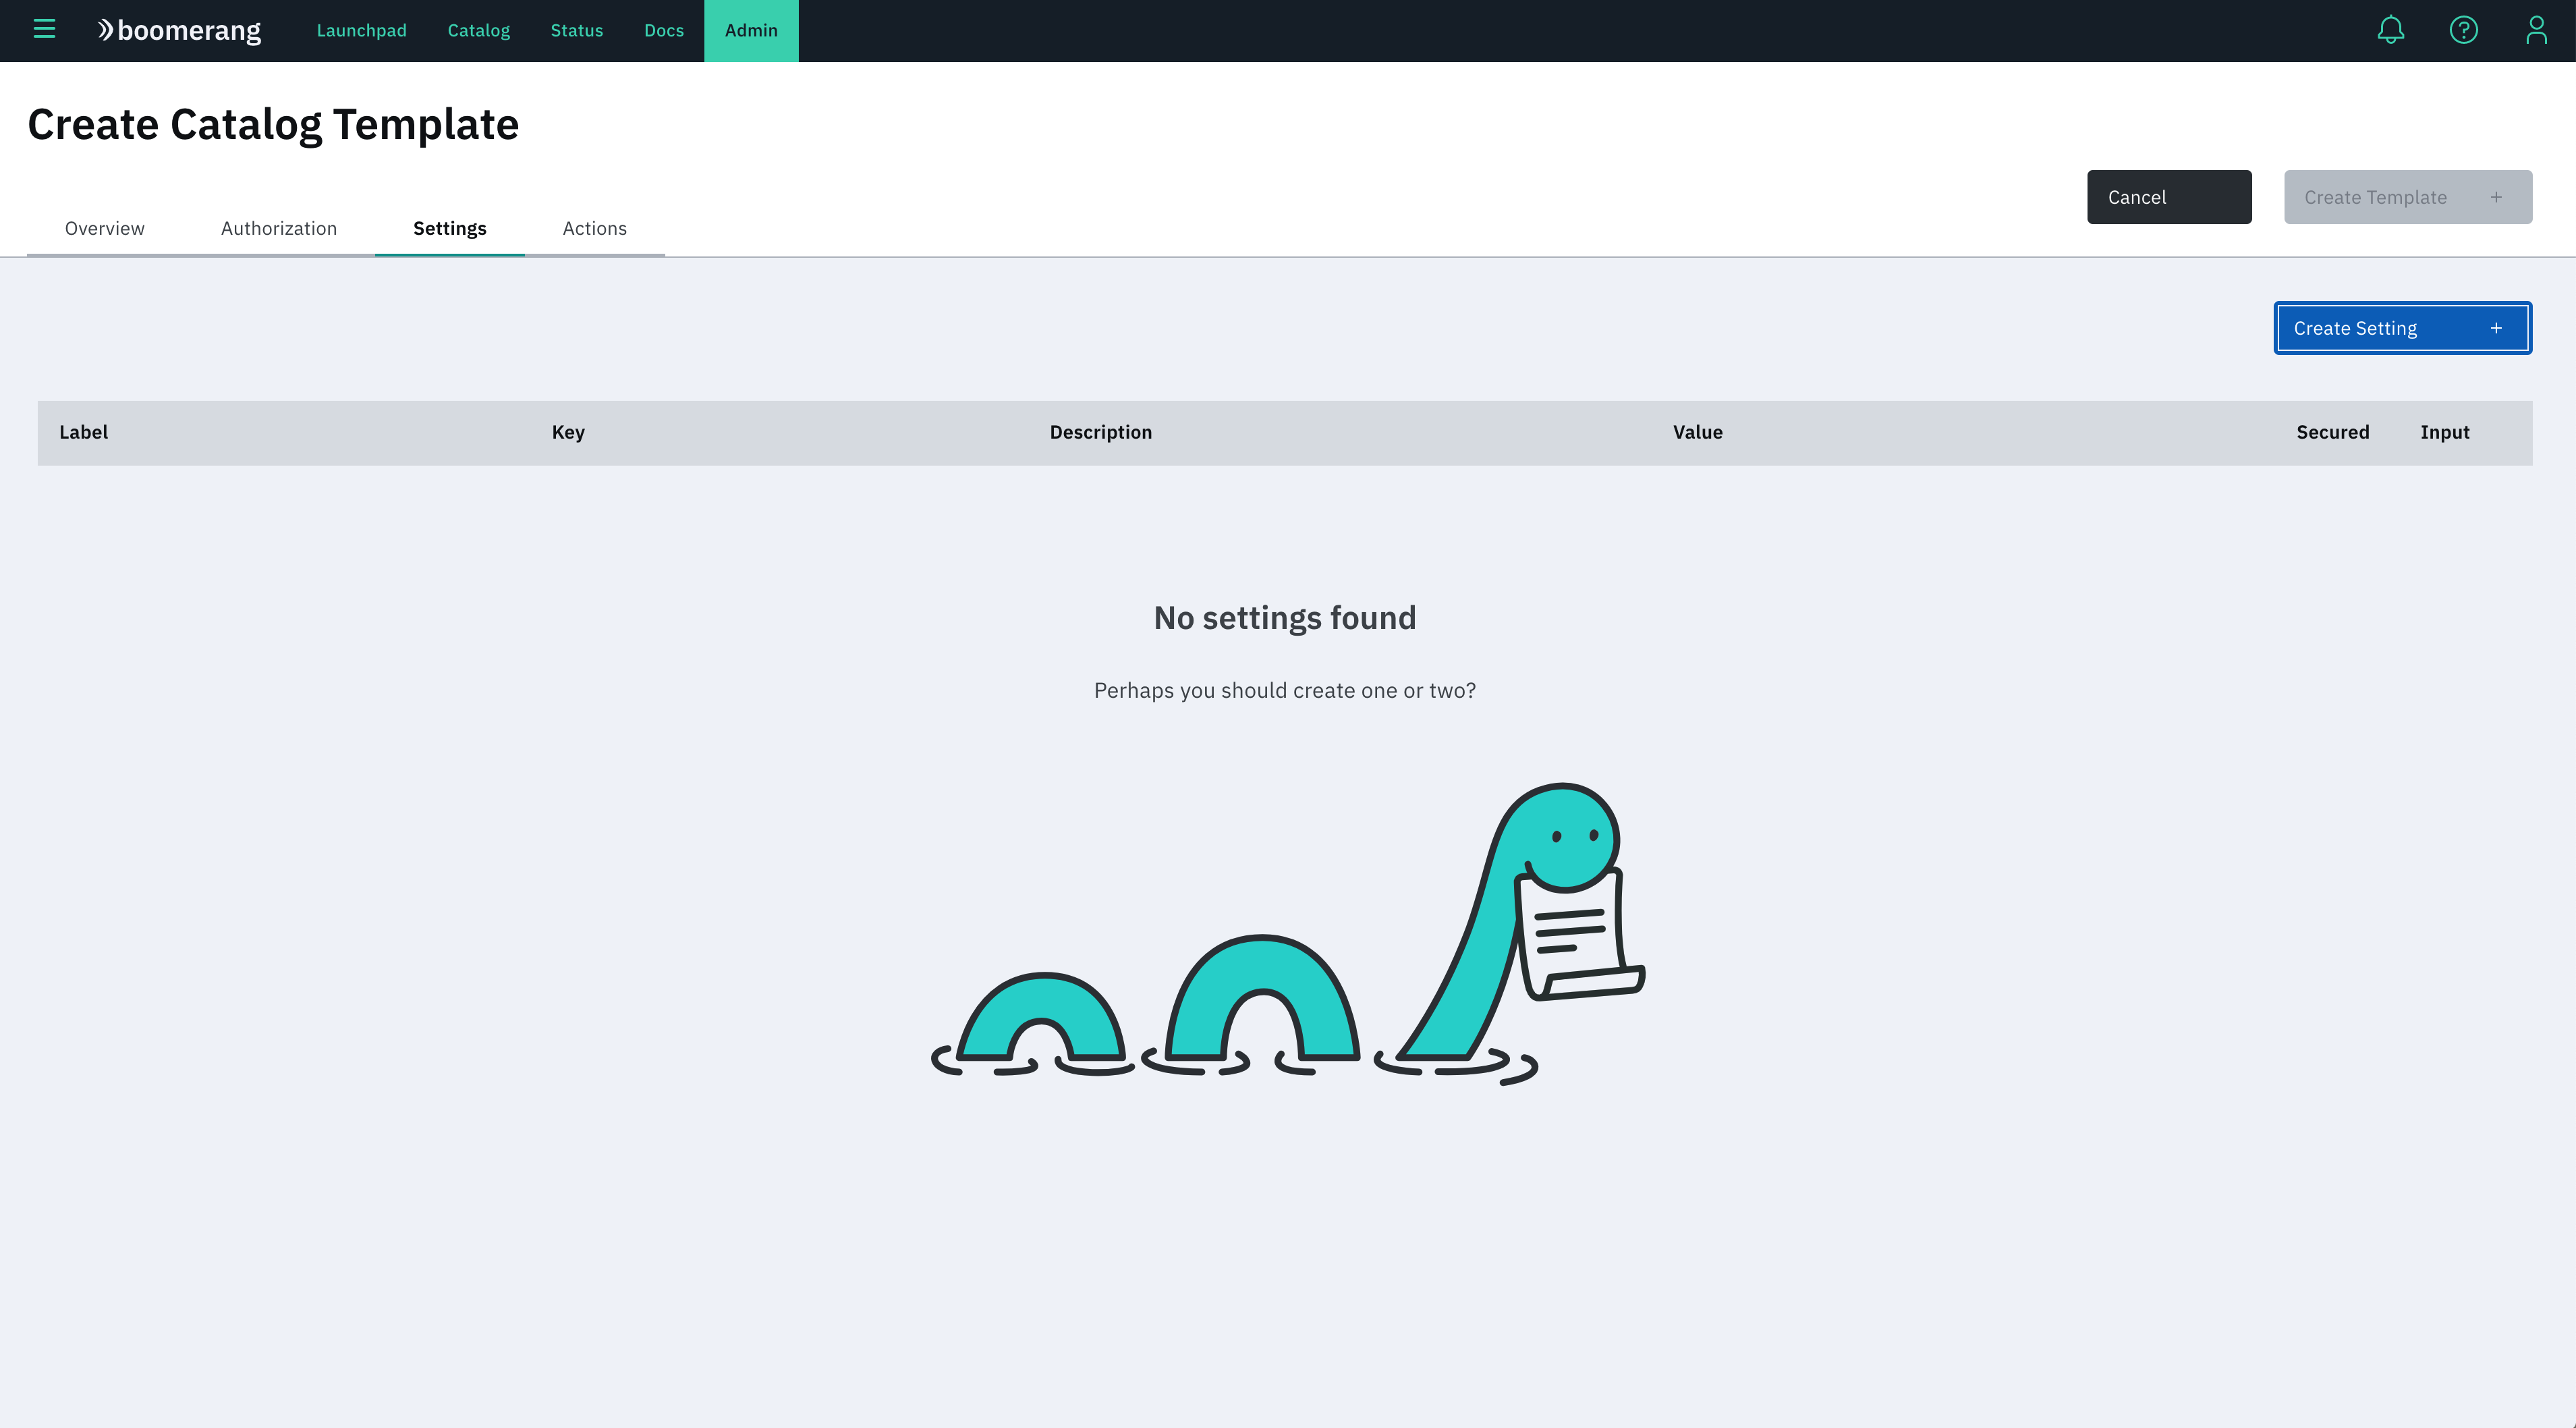 boomerang Launchpad Catalog Status Docs Admin
Create Catalog Template
Cancel Create Template +
Overview Authorization Settings Actions
Create Setting +
Label Key Description Value Secured Input
No settings found
Perhaps you should create one or two?